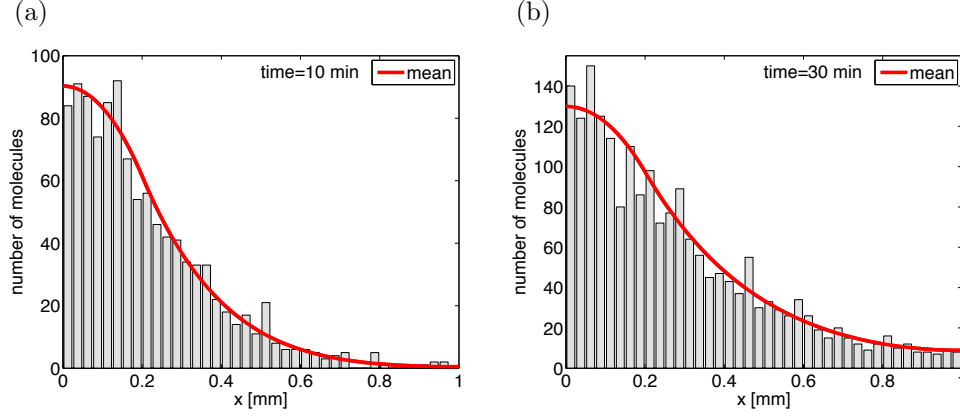 (a)
time=10 min
mean
number of molecules
100
80
60
40
20
0
0 0.2 0.4 0.6 0.8 1
x [mm]
(b)
time=30 min
mean
number of molecules
140
120
100
80
60
40
20
0
0 0.2 0.4 0.6 0.8 1
x [mm]